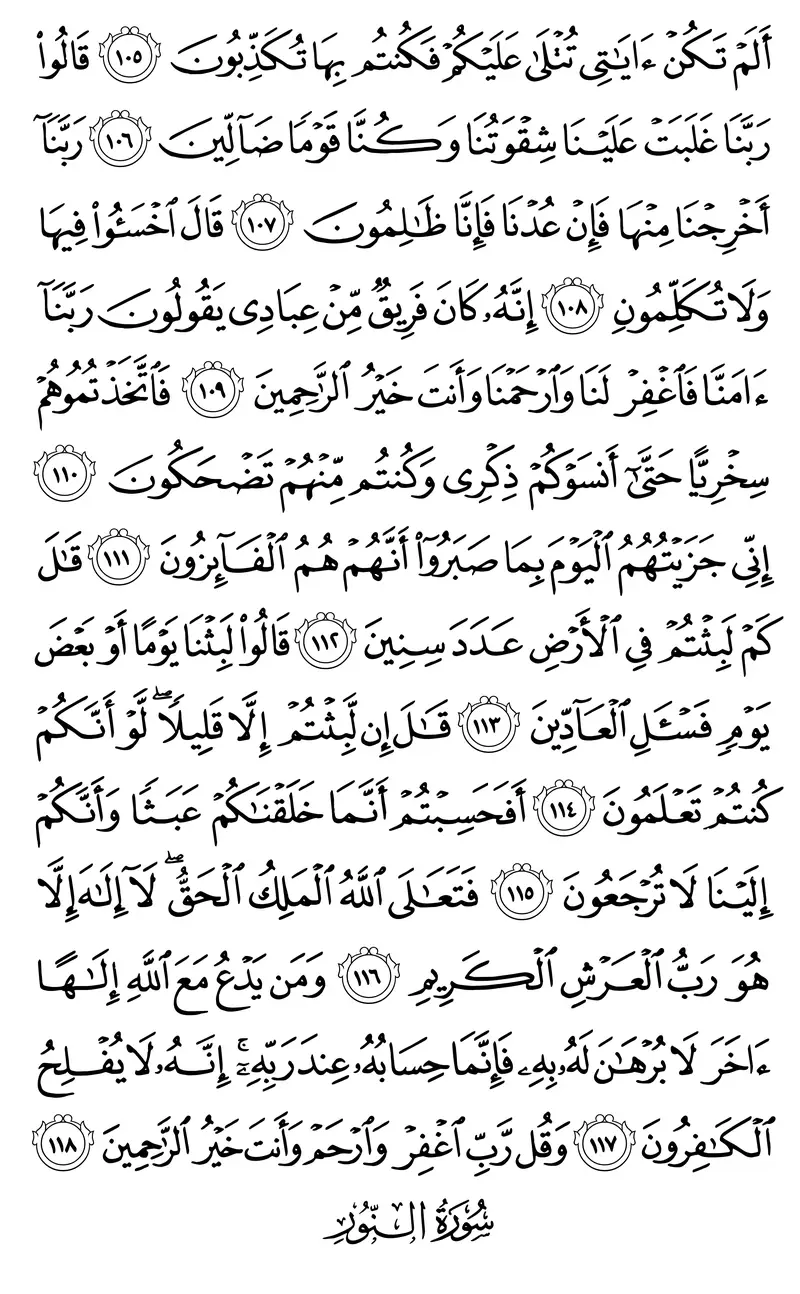 أَلَمۡ تَكُنۡ ءَايَٰتِي تُتۡلَىٰ عَلَيۡكُمۡ فَكُنتُم بِهَا تُكَذِّبُونَ ١٠٥ قَالُواْ
رَبَّنَا غَلَبَتۡ عَلَيۡنَا شِقۡوَتُنَا وَكُنَّا قَوۡمٗا ضَآلِّينَ ١٠٦ رَبَّنَآ
أَخۡرِجۡنَا مِنۡهَا فَإِنۡ عُدۡنَا فَإِنَّا ظَٰلِمُونَ ١٠٧ قَالَ ٱخۡسَـُٔواْ فِيهَا
وَلَا تُكَلِّمُونِ ١٠٨ إِنَّهُۥ كَانَ فَرِيقٞ مِّنۡ عِبَادِي يَقُولُونَ رَبَّنَآ
ءَامَنَّا فَٱغۡفِرۡ لَنَا وَٱرۡحَمۡنَا وَأَنتَ خَيۡرُ ٱلرَّٰحِمِينَ ١٠٩ فَٱتَّخَذۡتُمُوهُمۡ
سِخۡرِيًّا حَتَّىٰٓ أَنسَوۡكُمۡ ذِكۡرِي وَكُنتُم مِّنۡهُمۡ تَضۡحَكُونَ ١١٠
إِنِّي جَزَيۡتُهُمُ ٱلۡيَوۡمَ بِمَا صَبَرُوٓاْ أَنَّهُمۡ هُمُ ٱلۡفَآئِزُونَ ١١١ قَٰلَ
كَمۡ لَبِثۡتُمۡ فِي ٱلۡأَرۡضِ عَدَدَ سِنِينَ ١١٢ قَالُواْ لَبِثۡنَا يَوۡمًا أَوۡ بَعۡضَ
يَوۡمٖ فَسۡـَٔلِ ٱلۡعَآدِّينَ ١١٣ قَٰلَ إِن لَّبِثۡتُمۡ إِلَّا قَلِيلٗاۖ لَّوۡ أَنَّكُمۡ
كُنتُمۡ تَعۡلَمُونَ ١١٤ أَفَحَسِبۡتُمۡ أَنَّمَا خَلَقۡنَٰكُمۡ عَبَثٗا وَأَنَّكُمۡ
إِلَيۡنَا لَا تُرۡجَعُونَ ١١٥ فَتَعَٰلَى ٱللَّهُ ٱلۡمَلِكُ ٱلۡحَقُّۖ لَآ إِلَٰهَ إِلَّا
هُوَ رَبُّ ٱلۡعَرۡشِ ٱلۡكَرِيمِ ١١٦ وَمَن يَدۡعُ مَعَ ٱللَّهِ إِلَٰهًا
ءَاخَرَ لَا بُرۡهَٰنَ لَهُۥ بِهِۦ فَإِنَّمَا حِسَابُهُۥ عِندَ رَبِّهِۦٓۚ إِنَّهُۥ لَا يُفۡلِحُ
ٱلۡكَٰفِرُونَ ١١٧ وَقُل رَّبِّ ٱغۡفِرۡ وَٱرۡحَمۡ وَأَنتَ خَيۡرُ ٱلرَّٰحِمِينَ ١١٨
سُورَةُ النُّورِ